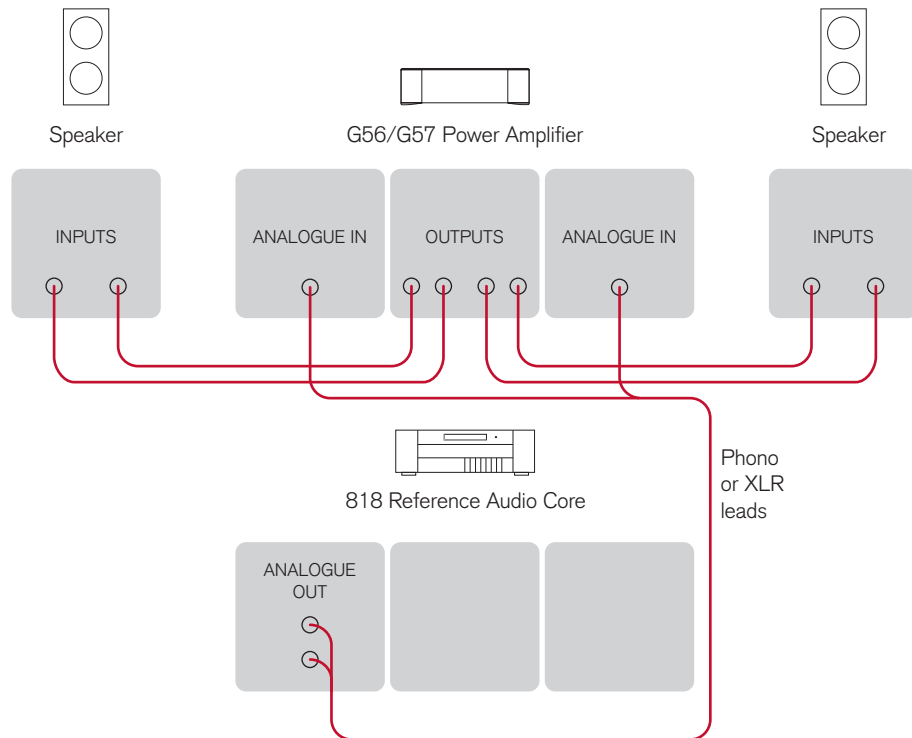 Speaker
G56/G57 Power Amplifier
Speaker
INPUTS
ANALOGUE IN
OUTPUTS
ANALOGUE IN
INPUTS
Phono
or XLR
leads
818 Reference Audio Core
ANALOGUE
OUT